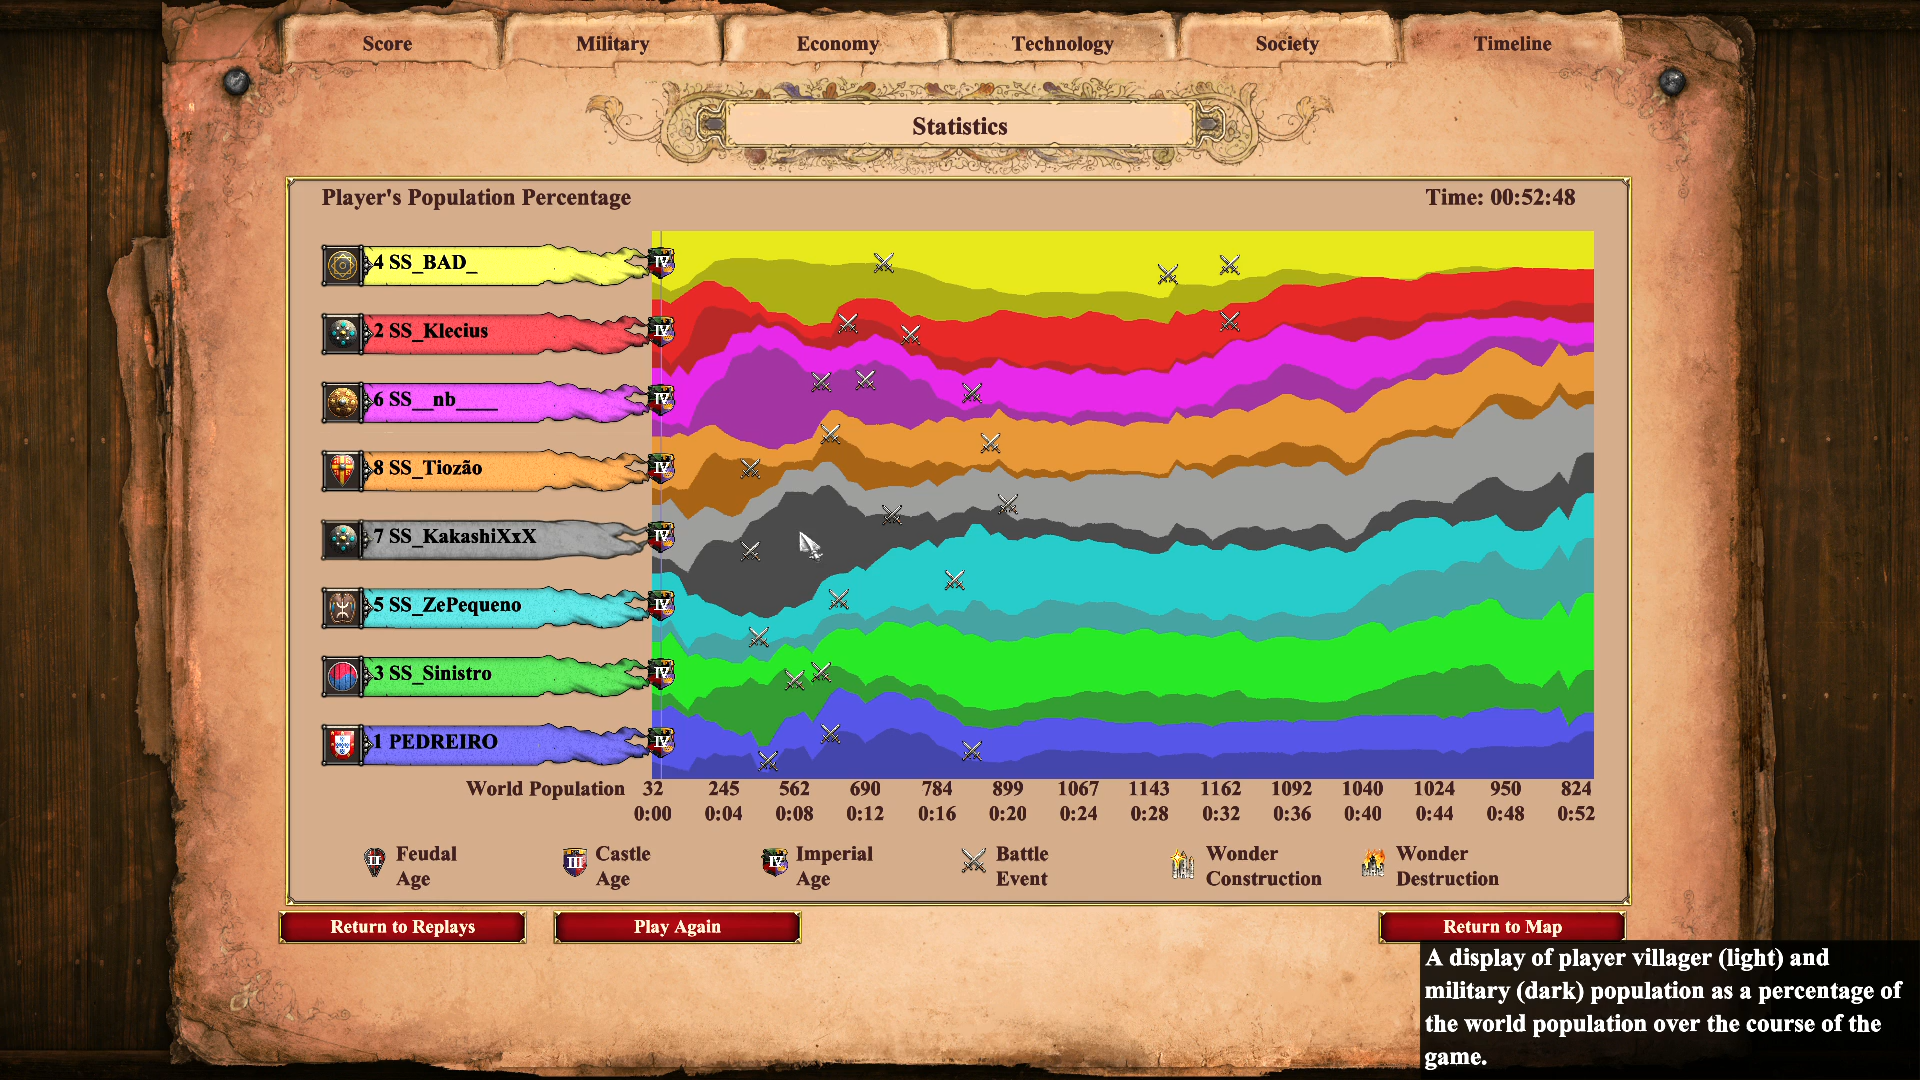 Score Military Economy Technology Society Timeline
Statistics
Player's Population Percentage Time: 00:52:48
4 SS_BAD_
2 SS_Klecius
6 SS__nb____
8 SS_Tiozão
7 SS_KakashiXxX
5 SS_ZePequeno
3 SS_Sinistro
1 PEDREIRO
World Population 32 245 562 690 784 899 1067 1143 1162 1092 1040 1024 950 824
0:00 0:04 0:08 0:12 0:16 0:20 0:24 0:28 0:32 0:36 0:40 0:44 0:48 0:52
Feudal Age
Castle Age
Imperial Age
Battle Event
Wonder Construction
Wonder Destruction
Return to Replays Play Again Return to Map
A display of player villager (light) and
military (dark) population as a percentage of
the world population over the course of the
game.